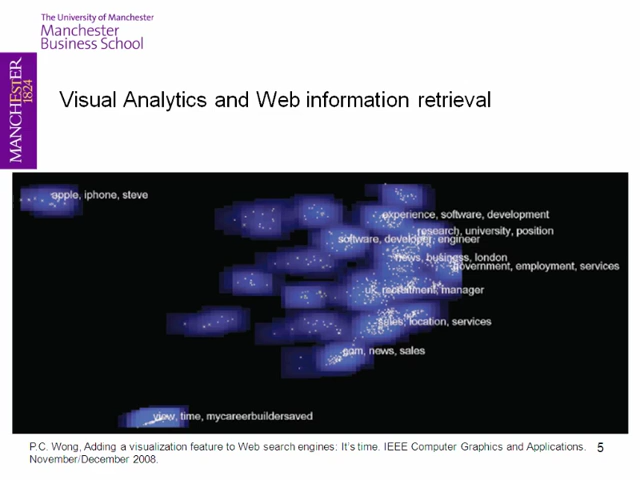 The University of Manchester
Manchester
Business School
MANCHESTER
1824
Visual Analytics and Web information retrieval
apple, iphone, steve
experience, software, development
research, university, position
software, developer, engineer
news, business, london
government, employment, services
uk, recruitment, manager
sales, location, services
com, news, sales
view, time, mycareerbuildersaved
P.C. Wong, Adding a visualization feature to Web search engines: It's time. IEEE Computer Graphics and Applications.
November/December 2008.
5